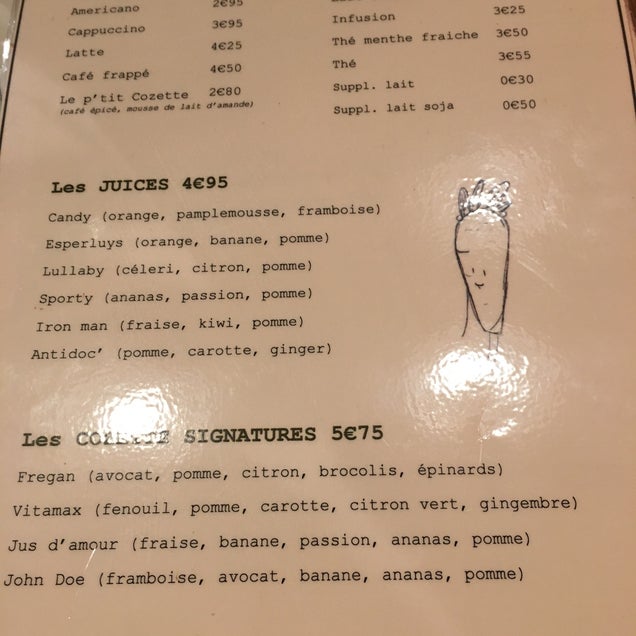 Americano 2€95
Cappuccino 3€95
Latte 4€25
Café frappé 4€50
Le p'tit Cozette 2€80
(café épicé, mousse de lait d'amande)
Infusion 3€25
Thé menthe fraiche 3€50
Thé 3€55
Suppl. lait 0€30
Suppl. lait soja 0€50
Les JUICES 4€95
Candy (orange, pamplemousse, framboise)
Esperluys (orange, banane, pomme)
Lullaby (céleri, citron, pomme)
Sporty (ananas, passion, pomme)
Iron man (fraise, kiwi, pomme)
Antidoc' (pomme, carotte, ginger)
Les COZETTE SIGNATURES 5€75
Fregan (avocat, pomme, citron, brocolis, épinards)
Vitamax (fenouil, pomme, carotte, citron vert, gingembre)
Jus d'amour (fraise, banane, passion, ananas, pomme)
John Doe (framboise, avocat, banane, ananas, pomme)